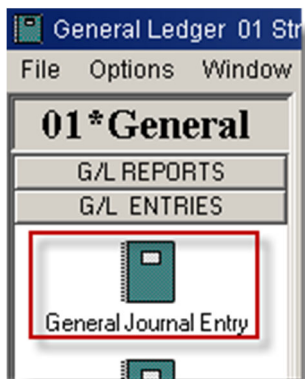 General Ledger 01 Str
File Options Window
01*General
G/L REPORTS
G/L ENTRIES
General Journal Entry